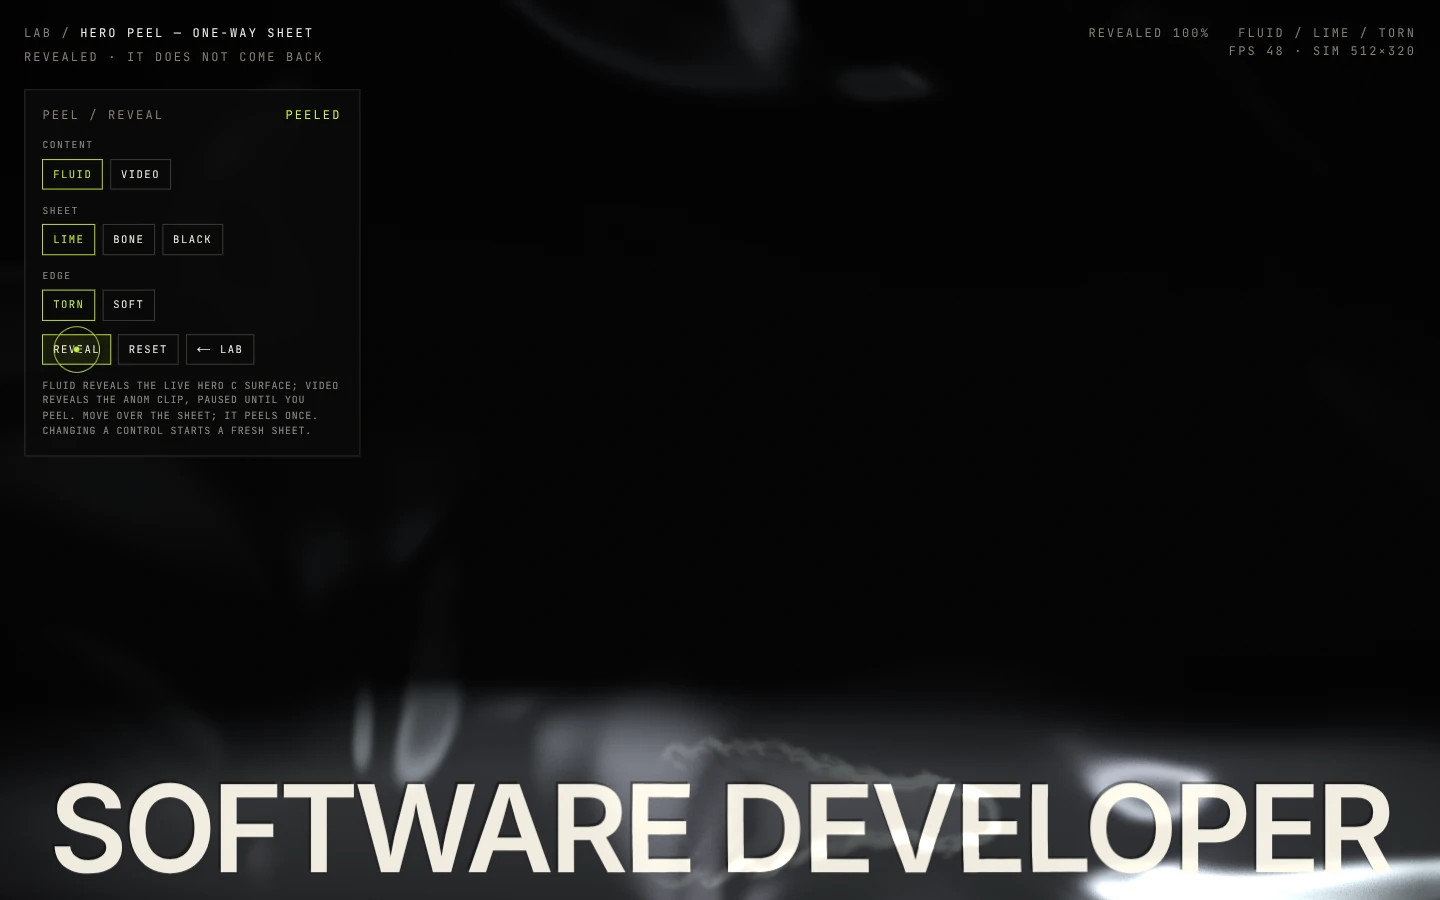 LAB / HERO PEEL — ONE-WAY SHEET
REVEALED · IT DOES NOT COME BACK
REVEALED 100% FLUID / LIME / TORN
FPS 48 · SIM 512×320
PEEL / REVEAL PEELED
CONTENT
FLUID VIDEO
SHEET
LIME BONE BLACK
EDGE
TORN SOFT
REVEAL RESET ← LAB
FLUID REVEALS THE LIVE HERO C SURFACE; VIDEO
REVEALS THE ANOM CLIP, PAUSED UNTIL YOU
PEEL. MOVE OVER THE SHEET; IT PEELS ONCE.
CHANGING A CONTROL STARTS A FRESH SHEET.
SOFTWARE DEVELOPER